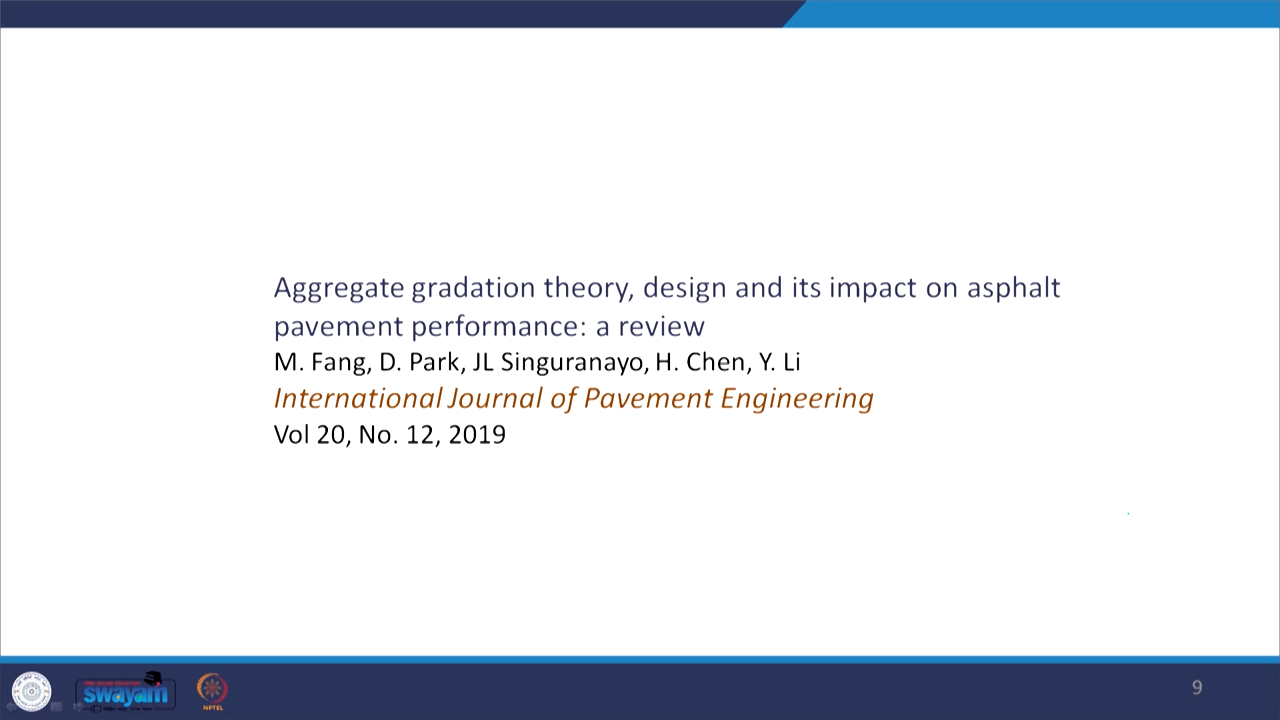 Aggregate gradation theory, design and its impact on asphalt
pavement performance: a review
M. Fang, D. Park, JL Singuranayo, H. Chen, Y. Li
International Journal of Pavement Engineering
Vol 20, No. 12, 2019
swayam
NPTEL
9